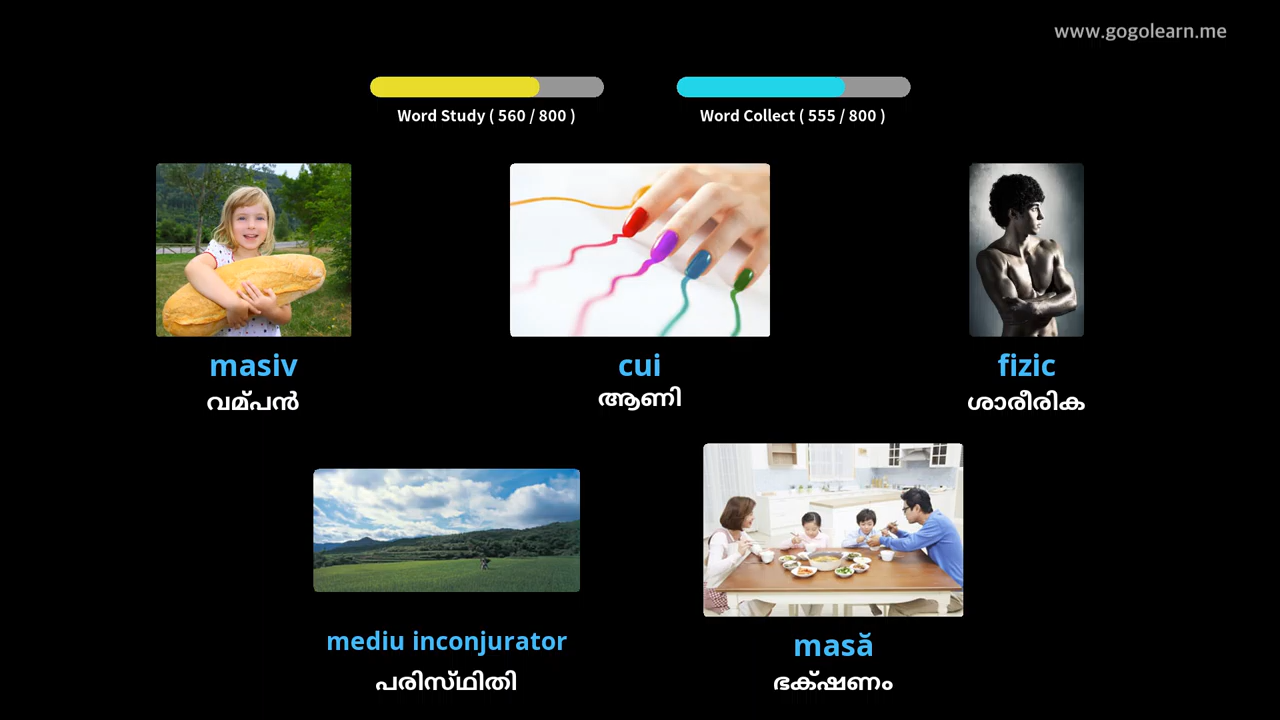 www.gogolearn.me
Word Study ( 560 / 800 )
Word Collect ( 555 / 800 )
masiv
വമ്പൻ
cui
ആണി
fizic
ശാരീരിക
mediu inconjurator
പരിസ്ഥിതി
masă
ഭക്ഷണം